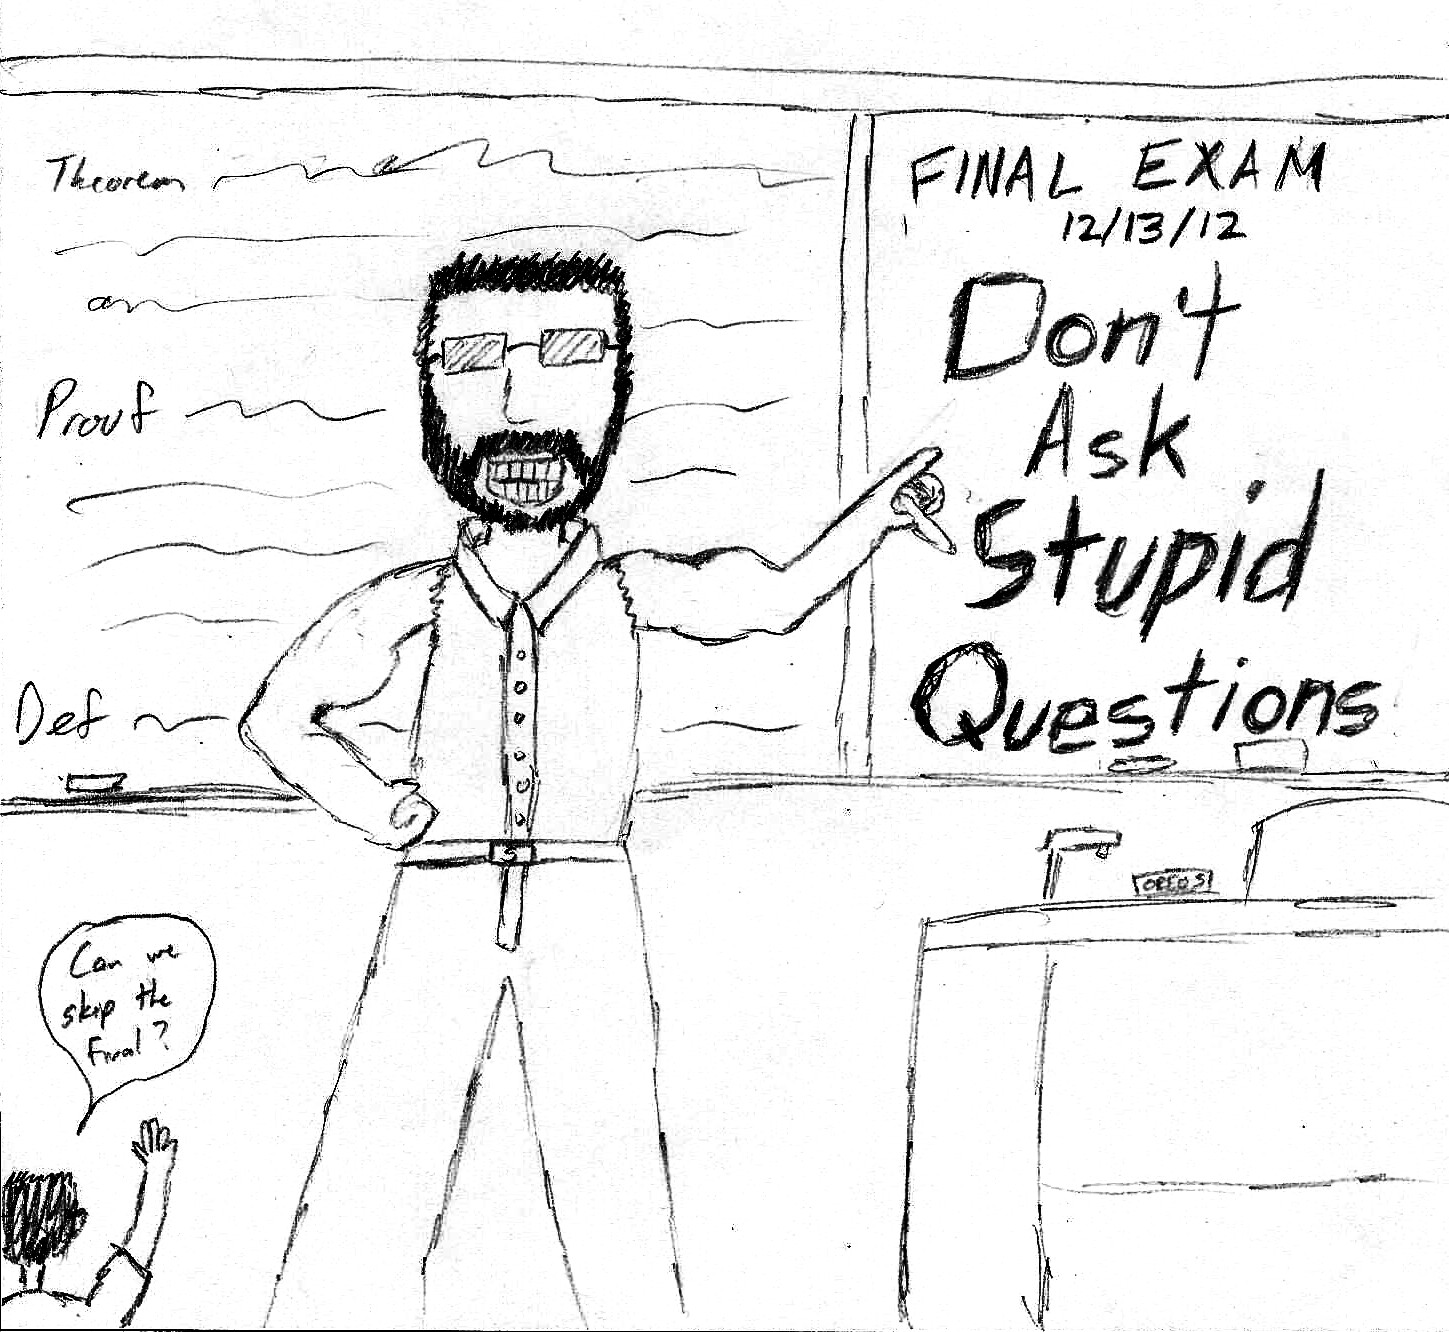 Theorem
Proof
Def
FINAL EXAM
12/13/12
Don't
Ask
Stupid
Questions
Can we
skip the
Final?
OREOS
S